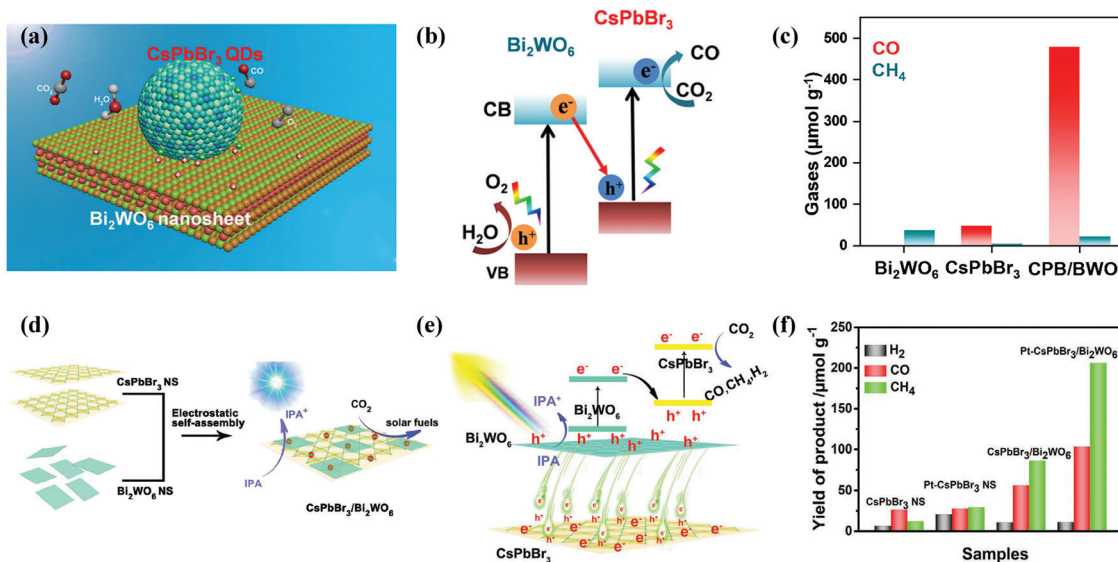 (a)
CsPbBr₃ QDs
CO₂
H₂O
CO
O
Bi₂WO₆ nanosheet
(b)
CsPbBr₃
Bi₂WO₆
e⁻
CO
CO₂
CB
e⁻
O₂
h⁺
H₂O
h⁺
VB
(c)
CO
CH₄
Gases (μmol g⁻¹)
500
400
300
200
100
0
Bi₂WO₆ CsPbBr₃ CPB/BWO
(d)
CsPbBr₃ NS
Electrostatic
self-assembly
Bi₂WO₆ NS
IPA⁺
IPA
CO₂
solar fuels
CsPbBr₃/Bi₂WO₆
(e)
e⁻ e⁻
CO₂
CsPbBr₃
e⁻ e⁻
CO,CH₄,H₂
IPA⁺
Bi₂WO₆
h⁺ h⁺
Bi₂WO₆
h⁺ h⁺ h⁺ h⁺ h⁺
IPA
h⁺ h⁺ h⁺
e⁻ e⁻ e⁻ e⁻ e⁻ e⁻
h⁺ h⁺ h⁺ h⁺ h⁺ h⁺
e⁻ e⁻ e⁻ e⁻ e⁻ e⁻ e⁻
CsPbBr₃
(f)
Yield of product /μmol g⁻¹
250
200
150
100
50
0
H₂
CO
CH₄
Pt-CsPbBr₃/Bi₂WO₆
CsPbBr₃/Bi₂WO₆
Pt-CsPbBr₃ NS
CsPbBr₃ NS
Samples